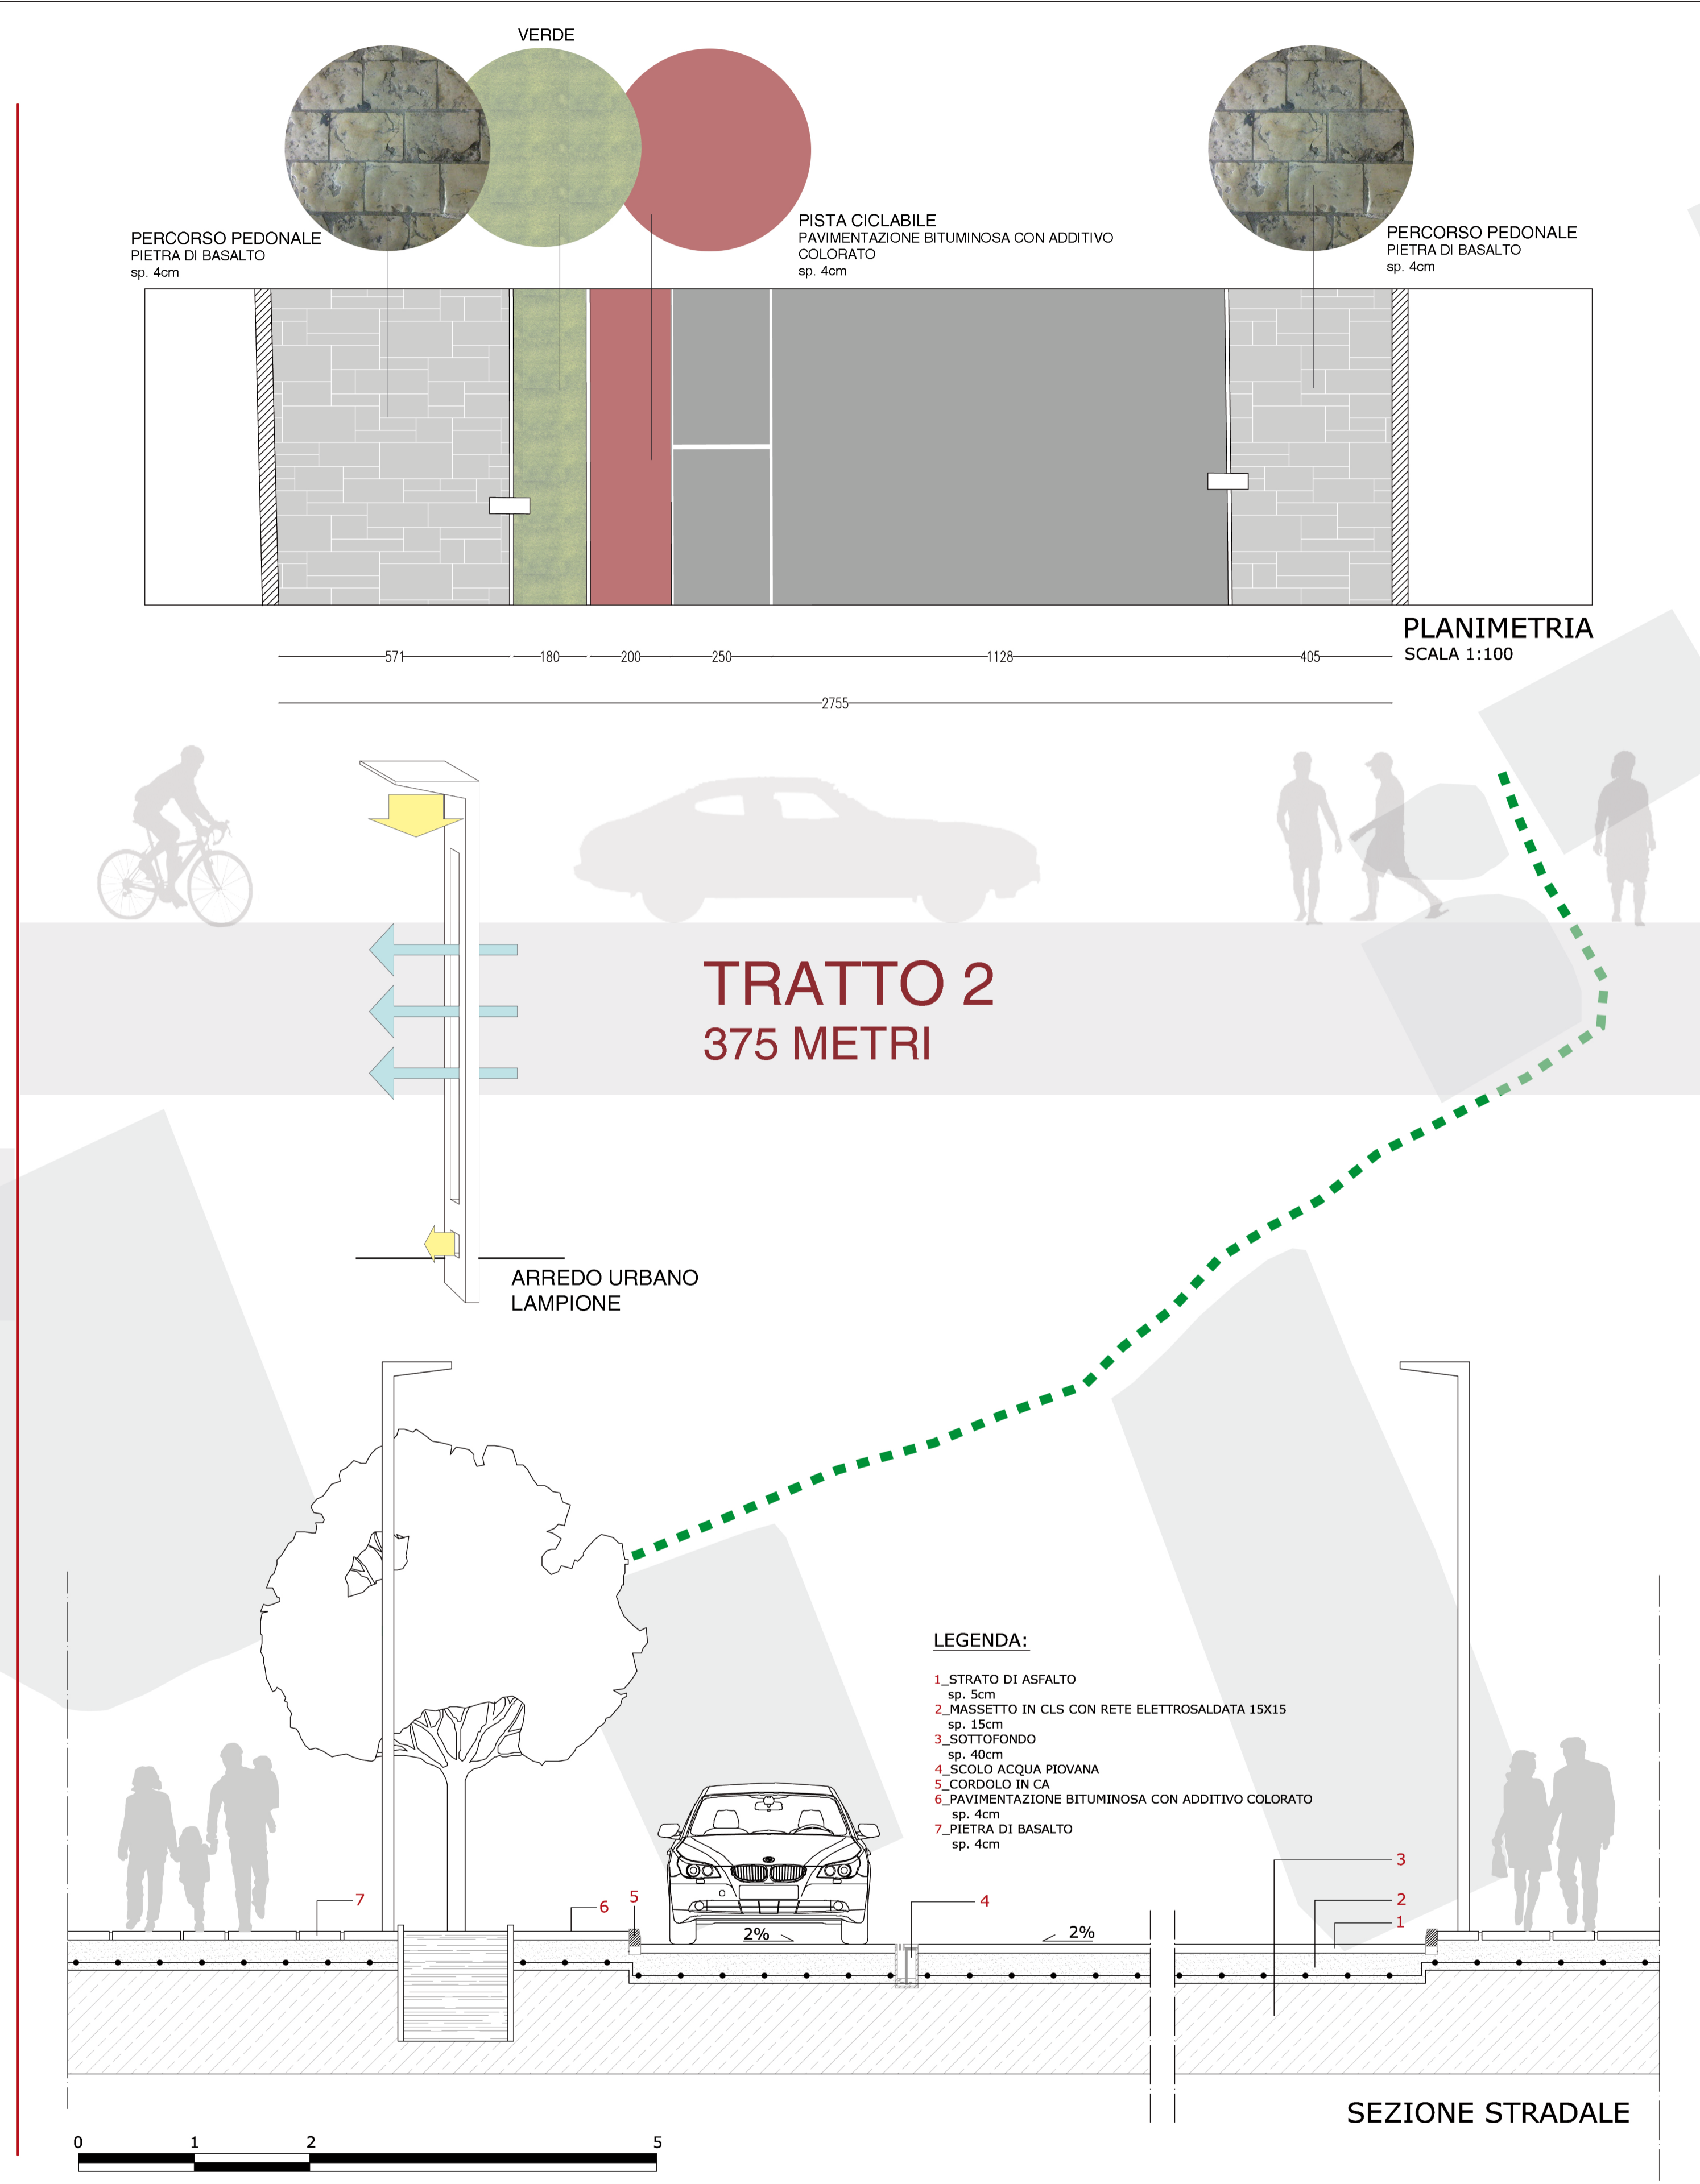 VERDE
PERCORSO PEDONALE
PIETRA DI BASALTO
sp. 4cm
PISTA CICLABILE
PAVIMENTAZIONE BITUMINOSA CON ADDITIVO
COLORATO
sp. 4cm
PERCORSO PEDONALE
PIETRA DI BASALTO
sp. 4cm
PLANIMETRIA
SCALA 1:100
571 180 200 250 1128 405
2755
TRATTO 2
375 METRI
ARREDO URBANO
LAMPIONE
LEGENDA:
1_STRATO DI ASFALTO
sp. 5cm
2_MASSETTO IN CLS CON RETE ELETTROSALDATA 15X15
sp. 15cm
3_SOTTOFONDO
sp. 40cm
4_SCOLO ACQUA PIOVANA
5_CORDOLO IN CA
6_PAVIMENTAZIONE BITUMINOSA CON ADDITIVO COLORATO
sp. 4cm
7_PIETRA DI BASALTO
sp. 4cm
3
7 6 5 4 2
1
2% 2%
SEZIONE STRADALE
0 1 2 5